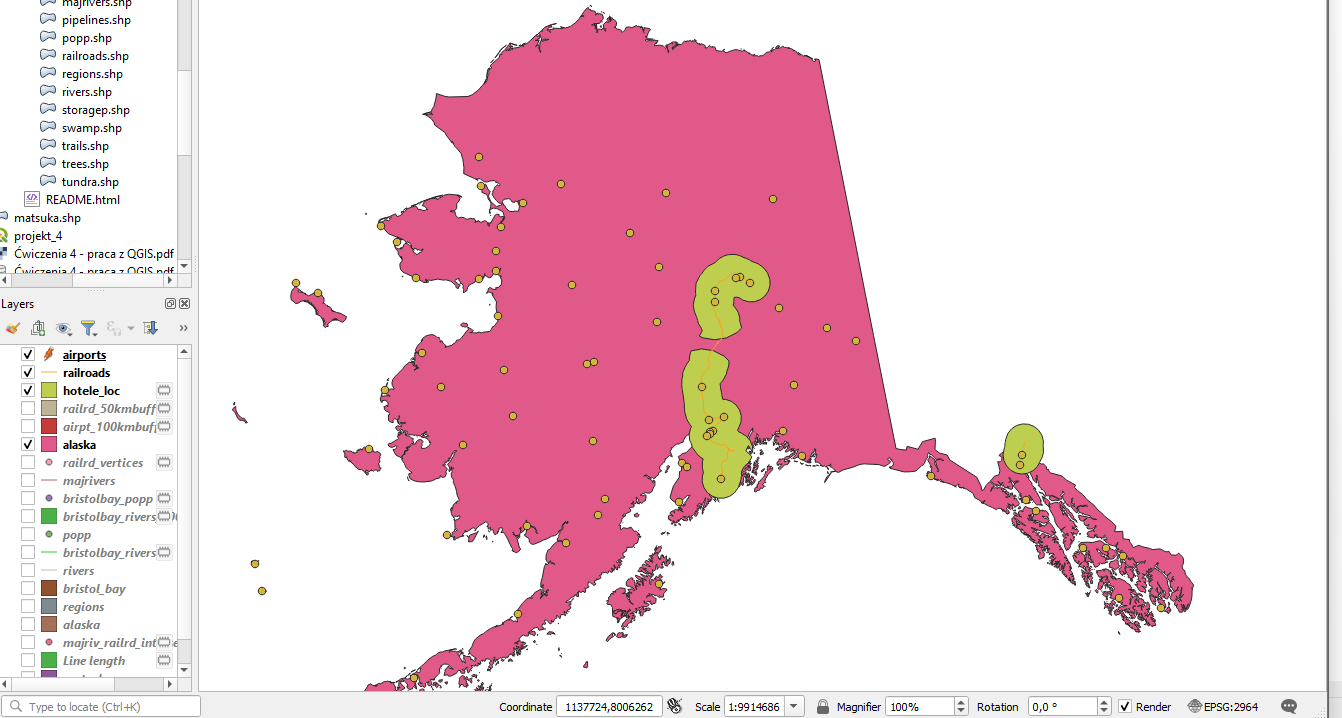 majrivers.shp
pipelines.shp
popp.shp
railroads.shp
regions.shp
rivers.shp
storagep.shp
swamp.shp
trails.shp
trees.shp
tundra.shp
README.html
matsuka.shp
projekt_4
Ćwiczenia 4 - praca z QGIS.pdf
Ćwiczenia 4 - praca z QGIS.pdf
Layers
airports
railroads
hotele_loc
railrd_50kmbuff
airpt_100kmbuff
alaska
railrd_vertices
majrivers
bristolbay_popp
bristolbay_rivers
popp
bristolbay_rivers
rivers
bristol_bay
regions
alaska
majriv_railrd_int
Line length
Type to locate (Ctrl+K)
Coordinate 1137724,8006262 Scale 1:9914686 Magnifier 100% Rotation 0,0 ° Render EPSG:2964